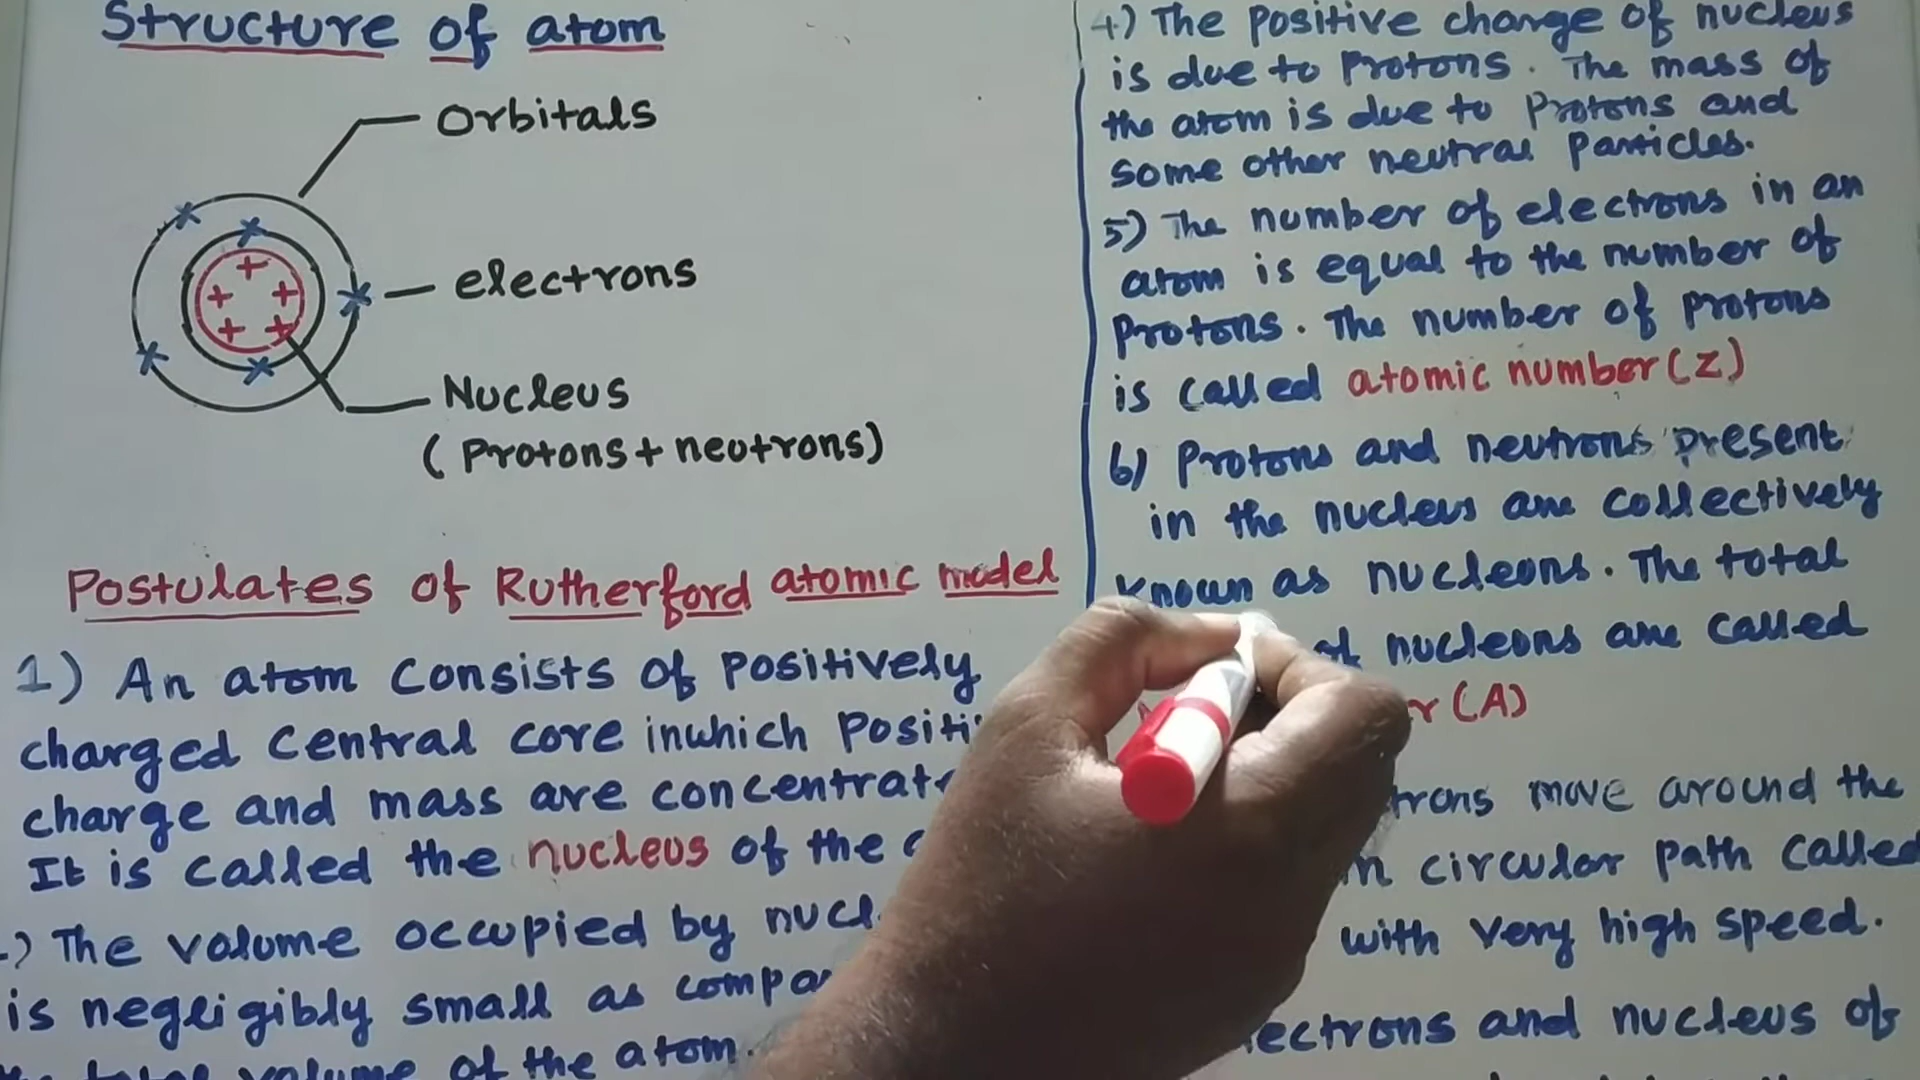 Structure of atom
Orbitals
electrons
Nucleus
(Protons + neutrons)
Postulates of Rutherford atomic model
1) An atom consists of positively
charged central core inwhich
charge and mass are
It is called the nucleus of the
The volume occupied by
is negligibly small as
volume of the atom.
4) The positive charge of nucleus
is due to protons. The mass of
the atom is due to Protons and
some other neutral particles.
5) The number of electrons in an
atom is equal to the number of
Protons. The number of protons
is called atomic number (Z)
6) Protons and neutrons present
in the nucleus are collectively
known as nucleons. The total
nucleons are called
(A)
move around the
circular path called
with very high speed.
and nucleus of